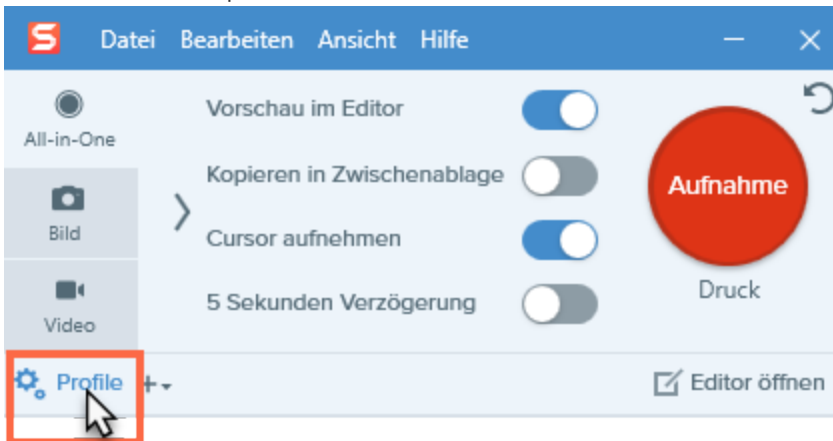 S Datei Bearbeiten Ansicht Hilfe
All-in-One
Bild
Video
Vorschau im Editor
Kopieren in Zwischenablage
Cursor aufnehmen
5 Sekunden Verzögerung
Aufnahme
Druck
Profile
Editor öffnen